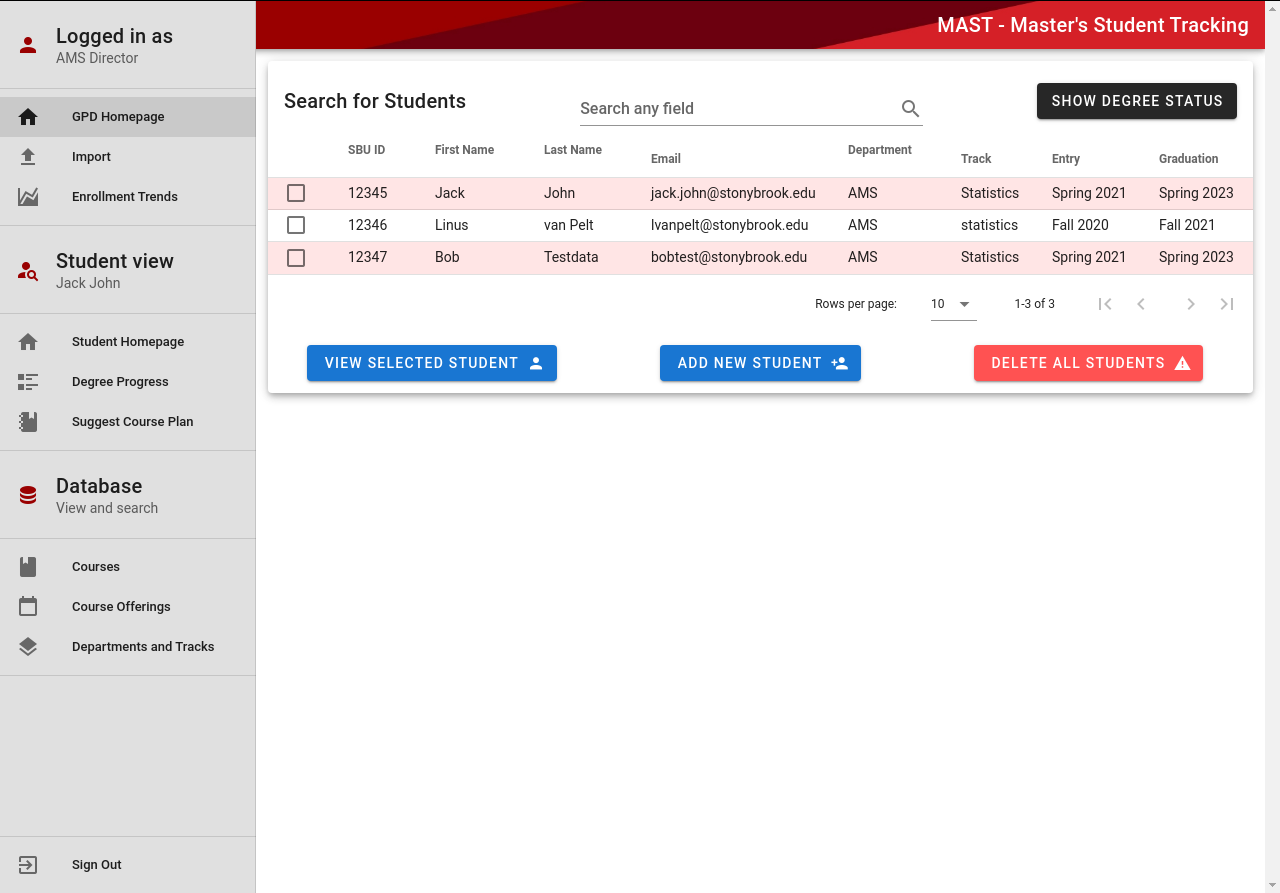 Logged in as
AMS Director
GPD Homepage
Import
Enrollment Trends
Student view
Jack John
Student Homepage
Degree Progress
Suggest Course Plan
Database
View and search
Courses
Course Offerings
Departments and Tracks
Sign Out
MAST - Master's Student Tracking
Search for Students
Search any field
SHOW DEGREE STATUS
SBU ID First Name Last Name Email Department Track Entry Graduation
12345 Jack John jack.john@stonybrook.edu AMS Statistics Spring 2021 Spring 2023
12346 Linus van Pelt lvanpelt@stonybrook.edu AMS statistics Fall 2020 Fall 2021
12347 Bob Testdata bobtest@stonybrook.edu AMS Statistics Spring 2021 Spring 2023
Rows per page: 10 1-3 of 3
VIEW SELECTED STUDENT ADD NEW STUDENT DELETE ALL STUDENTS